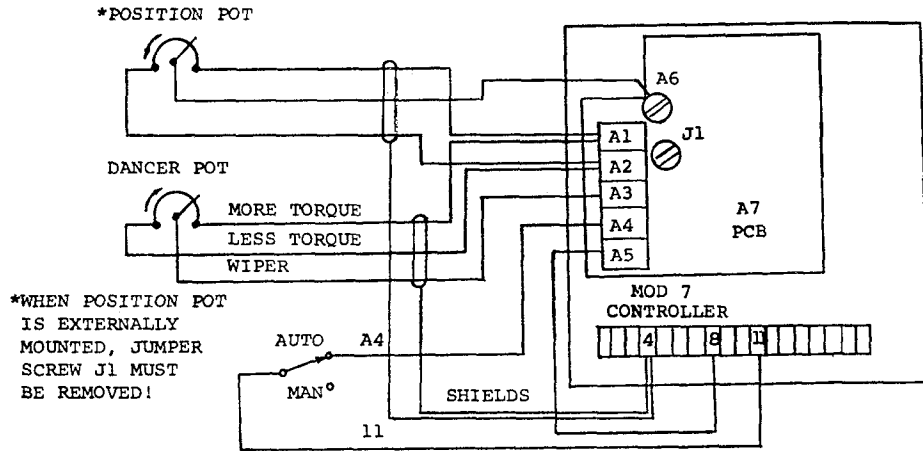 *POSITION POT
A6
J1
A1
A2
A3
A4
A5
A7
PCB
DANCER POT
MORE TORQUE
LESS TORQUE
WIPER
*WHEN POSITION POT
IS EXTERNALLY
MOUNTED, JUMPER
SCREW J1 MUST
BE REMOVED!
MOD 7
CONTROLLER
4 8 11
AUTO A4
MAN
SHIELDS
11